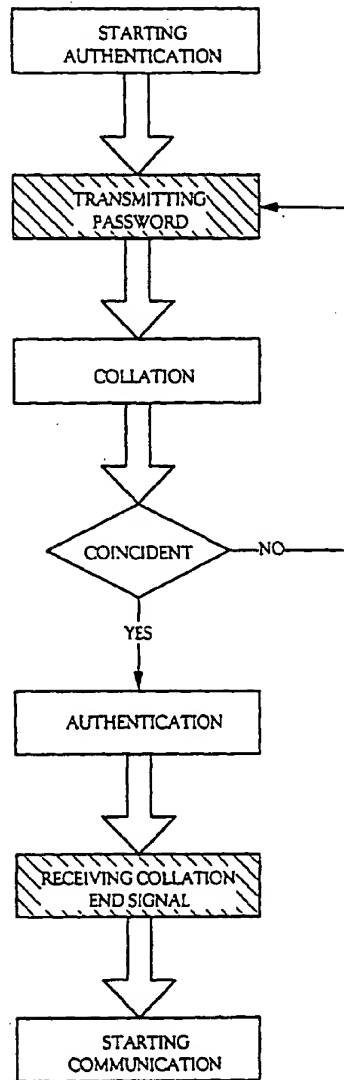 STARTING
AUTHENTICATION
TRANSMITTING
PASSWORD
COLLATION
COINCIDENT
NO
YES
AUTHENTICATION
RECEIVING COLLATION
END SIGNAL
STARTING
COMMUNICATION